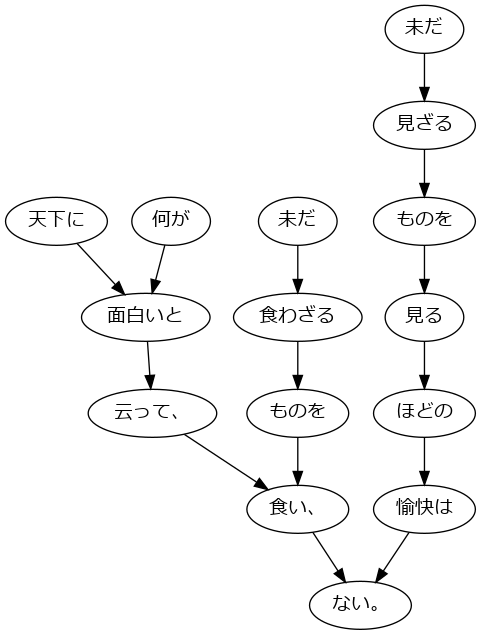 未だ
見ざる
天下に 何が 未だ ものを
面白いと 食わざる 見る
云って、 ものを ほどの
食い、 愉快は
ない。